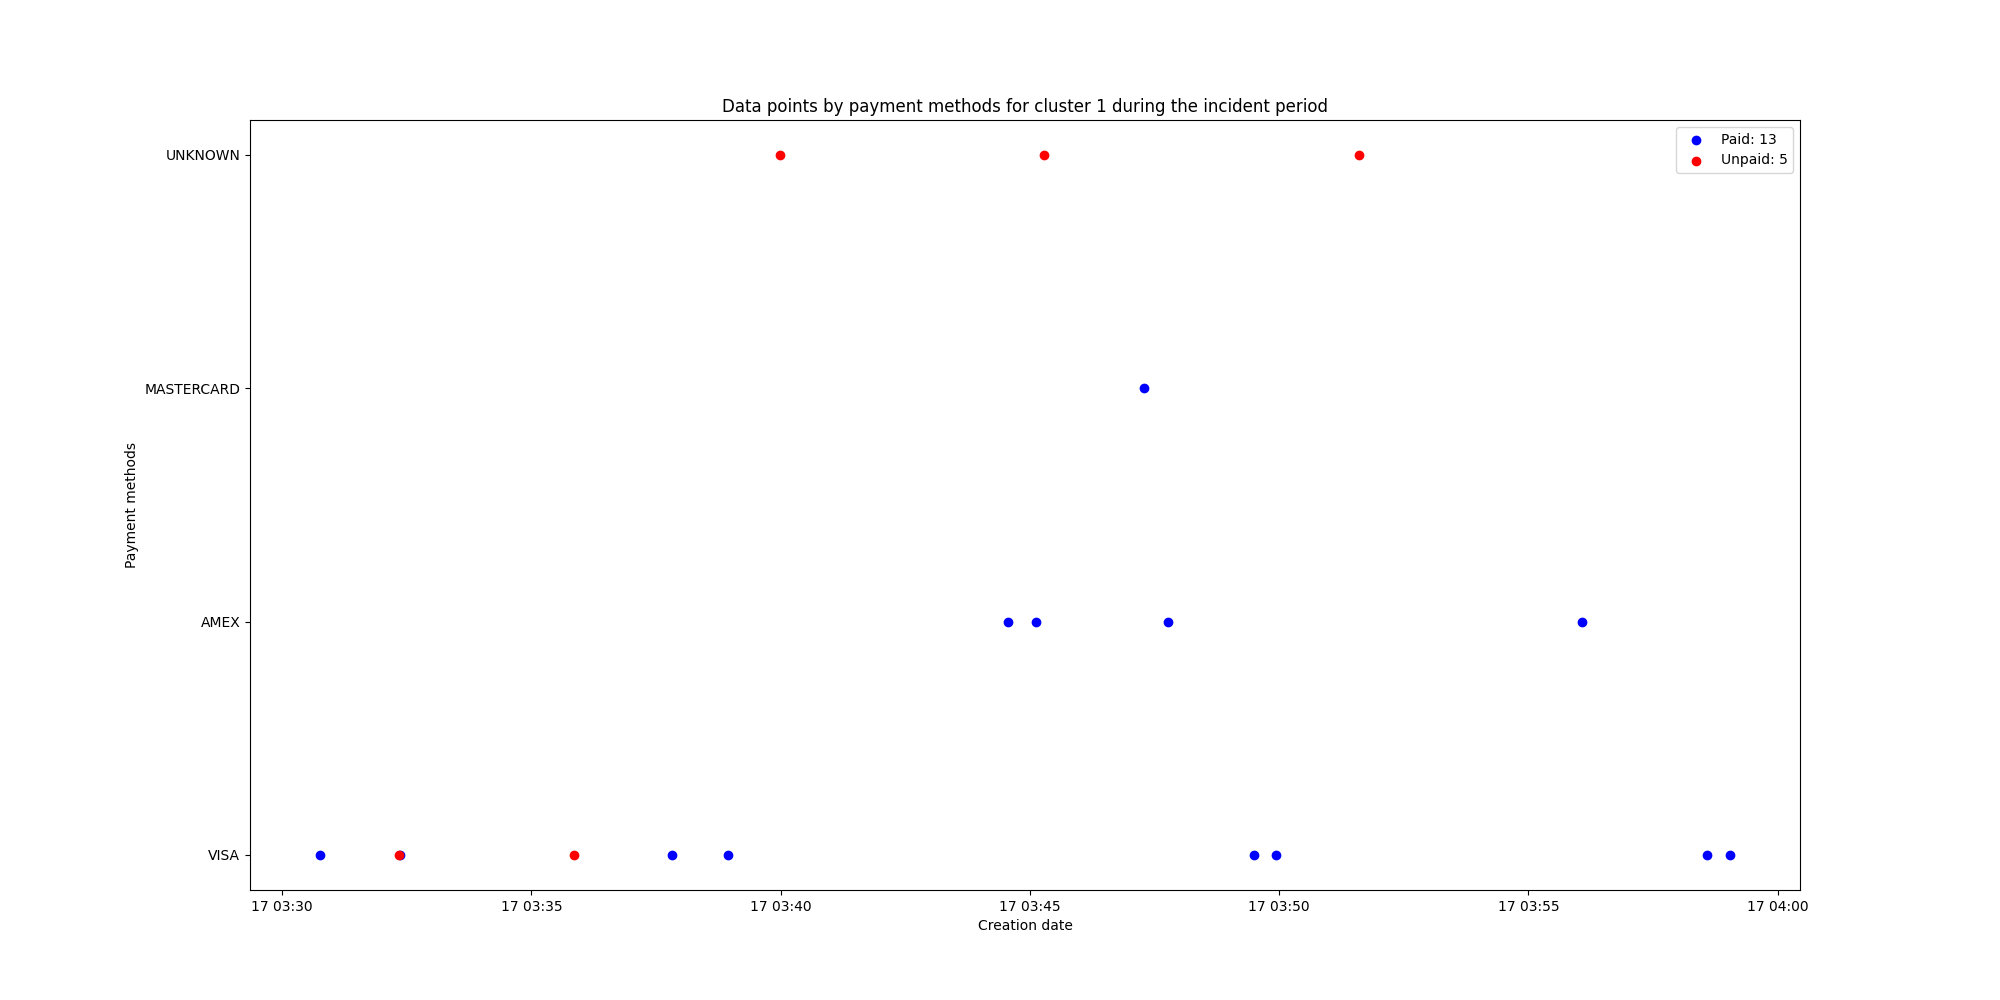 Data points by payment methods for cluster 1 during the incident period
Paid: 13
Unpaid: 5
UNKNOWN
MASTERCARD
AMEX
VISA
Payment methods
17 03:30
17 03:35
17 03:40
17 03:45
17 03:50
17 03:55
17 04:00
Creation date